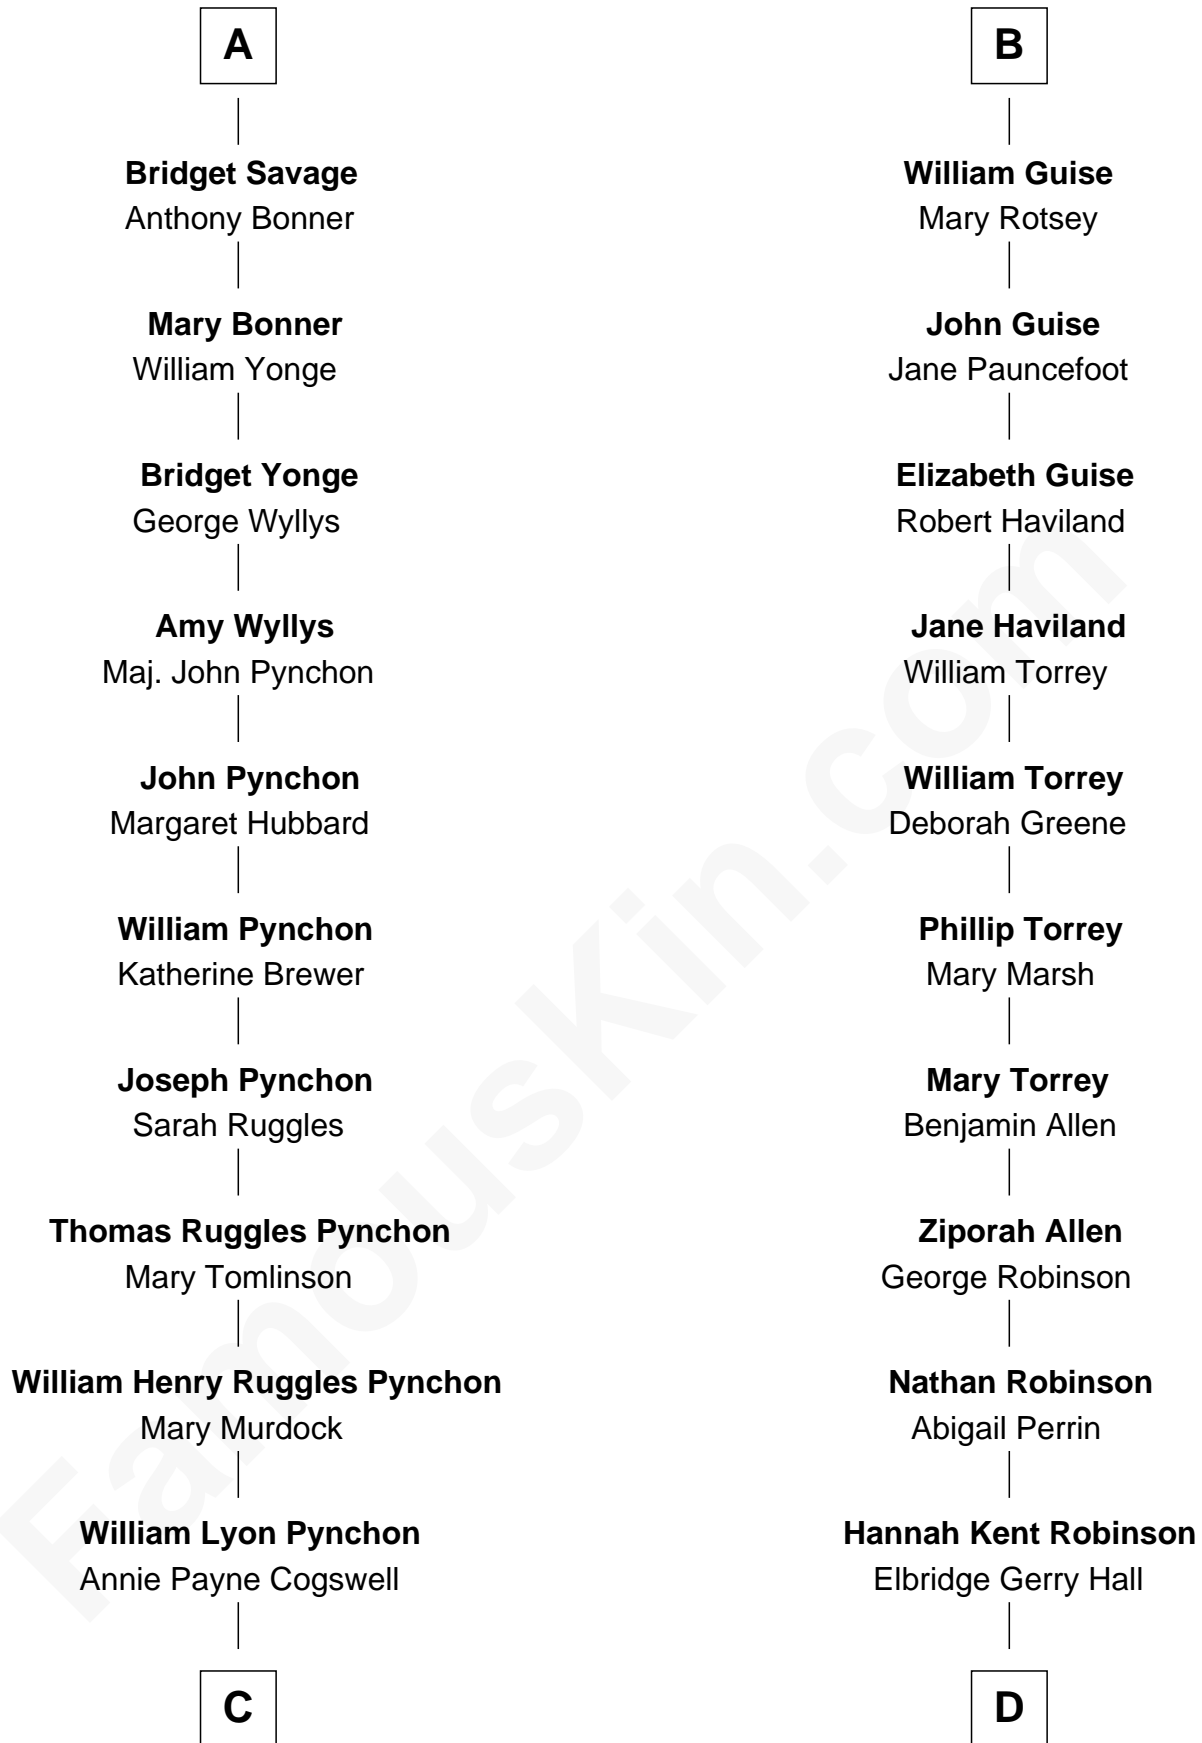 A
Bridget Savage
Anthony Bonner
Mary Bonner
William Yonge
Bridget Yonge
George Wyllys
Amy Wyllys
Maj. John Pynchon
John Pynchon
Margaret Hubbard
William Pynchon
Katherine Brewer
Joseph Pynchon
Sarah Ruggles
Thomas Ruggles Pynchon
Mary Tomlinson
William Henry Ruggles Pynchon
Mary Murdock
William Lyon Pynchon
Annie Payne Cogswell
C
B
William Guise
Mary Rotsey
John Guise
Jane Pauncefoot
Elizabeth Guise
Robert Haviland
Jane Haviland
William Torrey
William Torrey
Deborah Greene
Phillip Torrey
Mary Marsh
Mary Torrey
Benjamin Allen
Ziporah Allen
George Robinson
Nathan Robinson
Abigail Perrin
Hannah Kent Robinson
Elbridge Gerry Hall
D
FamousKin.com